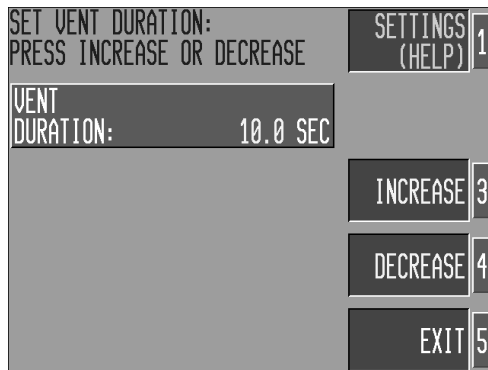 SET VENT DURATION:
PRESS INCREASE OR DECREASE
SETTINGS
(HELP) 1
VENT
DURATION: 10.0 SEC
INCREASE 3
DECREASE 4
EXIT 5